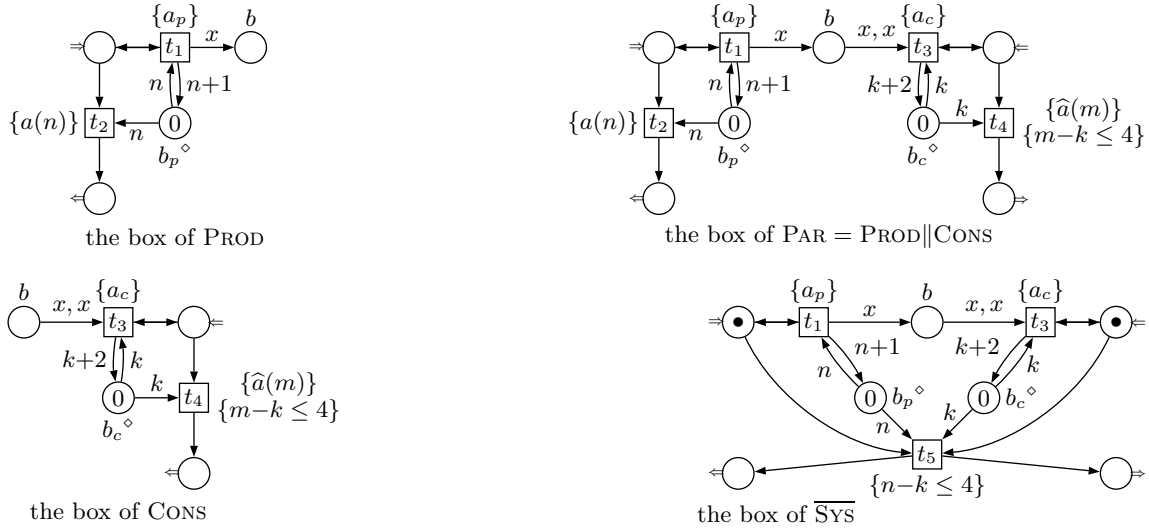 {a_p} b
⇒ t_1 x
n n+1
{a(n)} t_2 n 0
b_p^◇
⇐
the box of PROD
{a_p} b {a_c}
⇒ t_1 x x, x t_3 ⇐
n n+1 k+2 k
{a(n)} t_2 n 0 0 k t_4 {â(m)}
{m−k ≤ 4}
b_p^◇ b_c^◇
⇐ ⇒
the box of PAR = PROD∥CONS
b {a_c}
x, x t_3 ⇐
k+2 k
0 k t_4 {â(m)}
{m−k ≤ 4}
b_c^◇
⇐
the box of CONS
{a_p} b {a_c}
⇒ t_1 x x, x t_3 ⇐
n n+1 k+2 k
0 b_p^◇ 0 b_c^◇
n k
⇐ t_5 ⇒
{n−k ≤ 4}
the box of \overline{SYS}